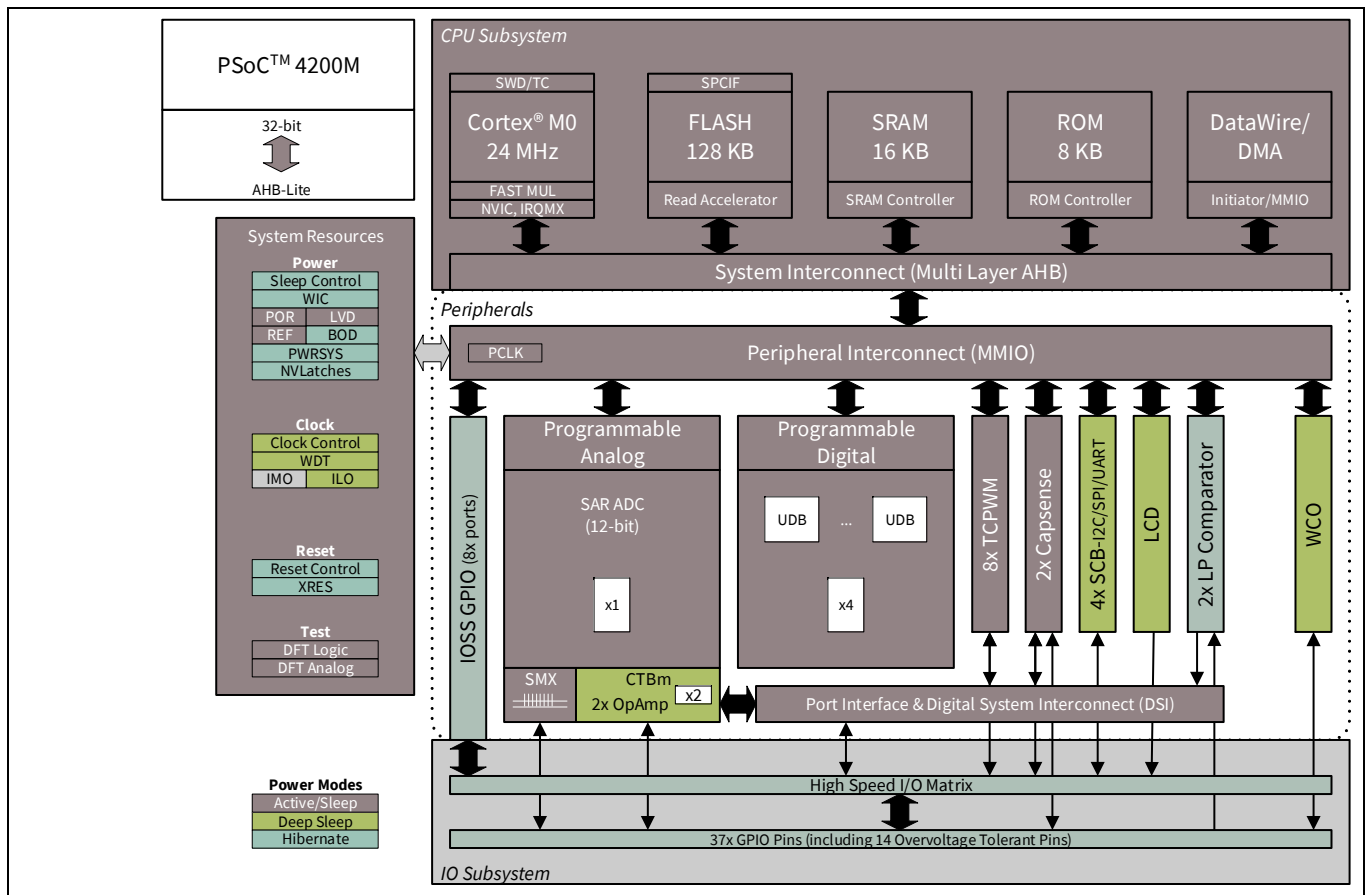 PSoC™ 4200M
32-bit
AHB-Lite
CPU Subsystem
SWD/TC
Cortex® M0
24 MHz
FAST MUL
NVIC, IRQMX
SPCIF
FLASH
128 KB
Read Accelerator
SRAM
16 KB
SRAM Controller
ROM
8 KB
ROM Controller
DataWire/
DMA
Initiator/MMIO
System Interconnect (Multi Layer AHB)
System Resources
Power
Sleep Control
WIC
POR LVD
REF BOD
PWRSYS
NVLatches
Clock
Clock Control
WDT
IMO ILO
Reset
Reset Control
XRES
Test
DFT Logic
DFT Analog
Peripherals
PCLK
Peripheral Interconnect (MMIO)
IOSS GPIO (8x ports)
Programmable
Analog
SAR ADC
(12-bit)
x1
SMX
CTBm
x2
2x OpAmp
Programmable
Digital
UDB ... UDB
x4
8x TCPWM
2x Capsense
4x SCB-I2C/SPI/UART
LCD
2x LP Comparator
WCO
Port Interface & Digital System Interconnect (DSI)
Power Modes
Active/Sleep
Deep Sleep
Hibernate
High Speed I/O Matrix
37x GPIO Pins (including 14 Overvoltage Tolerant Pins)
IO Subsystem